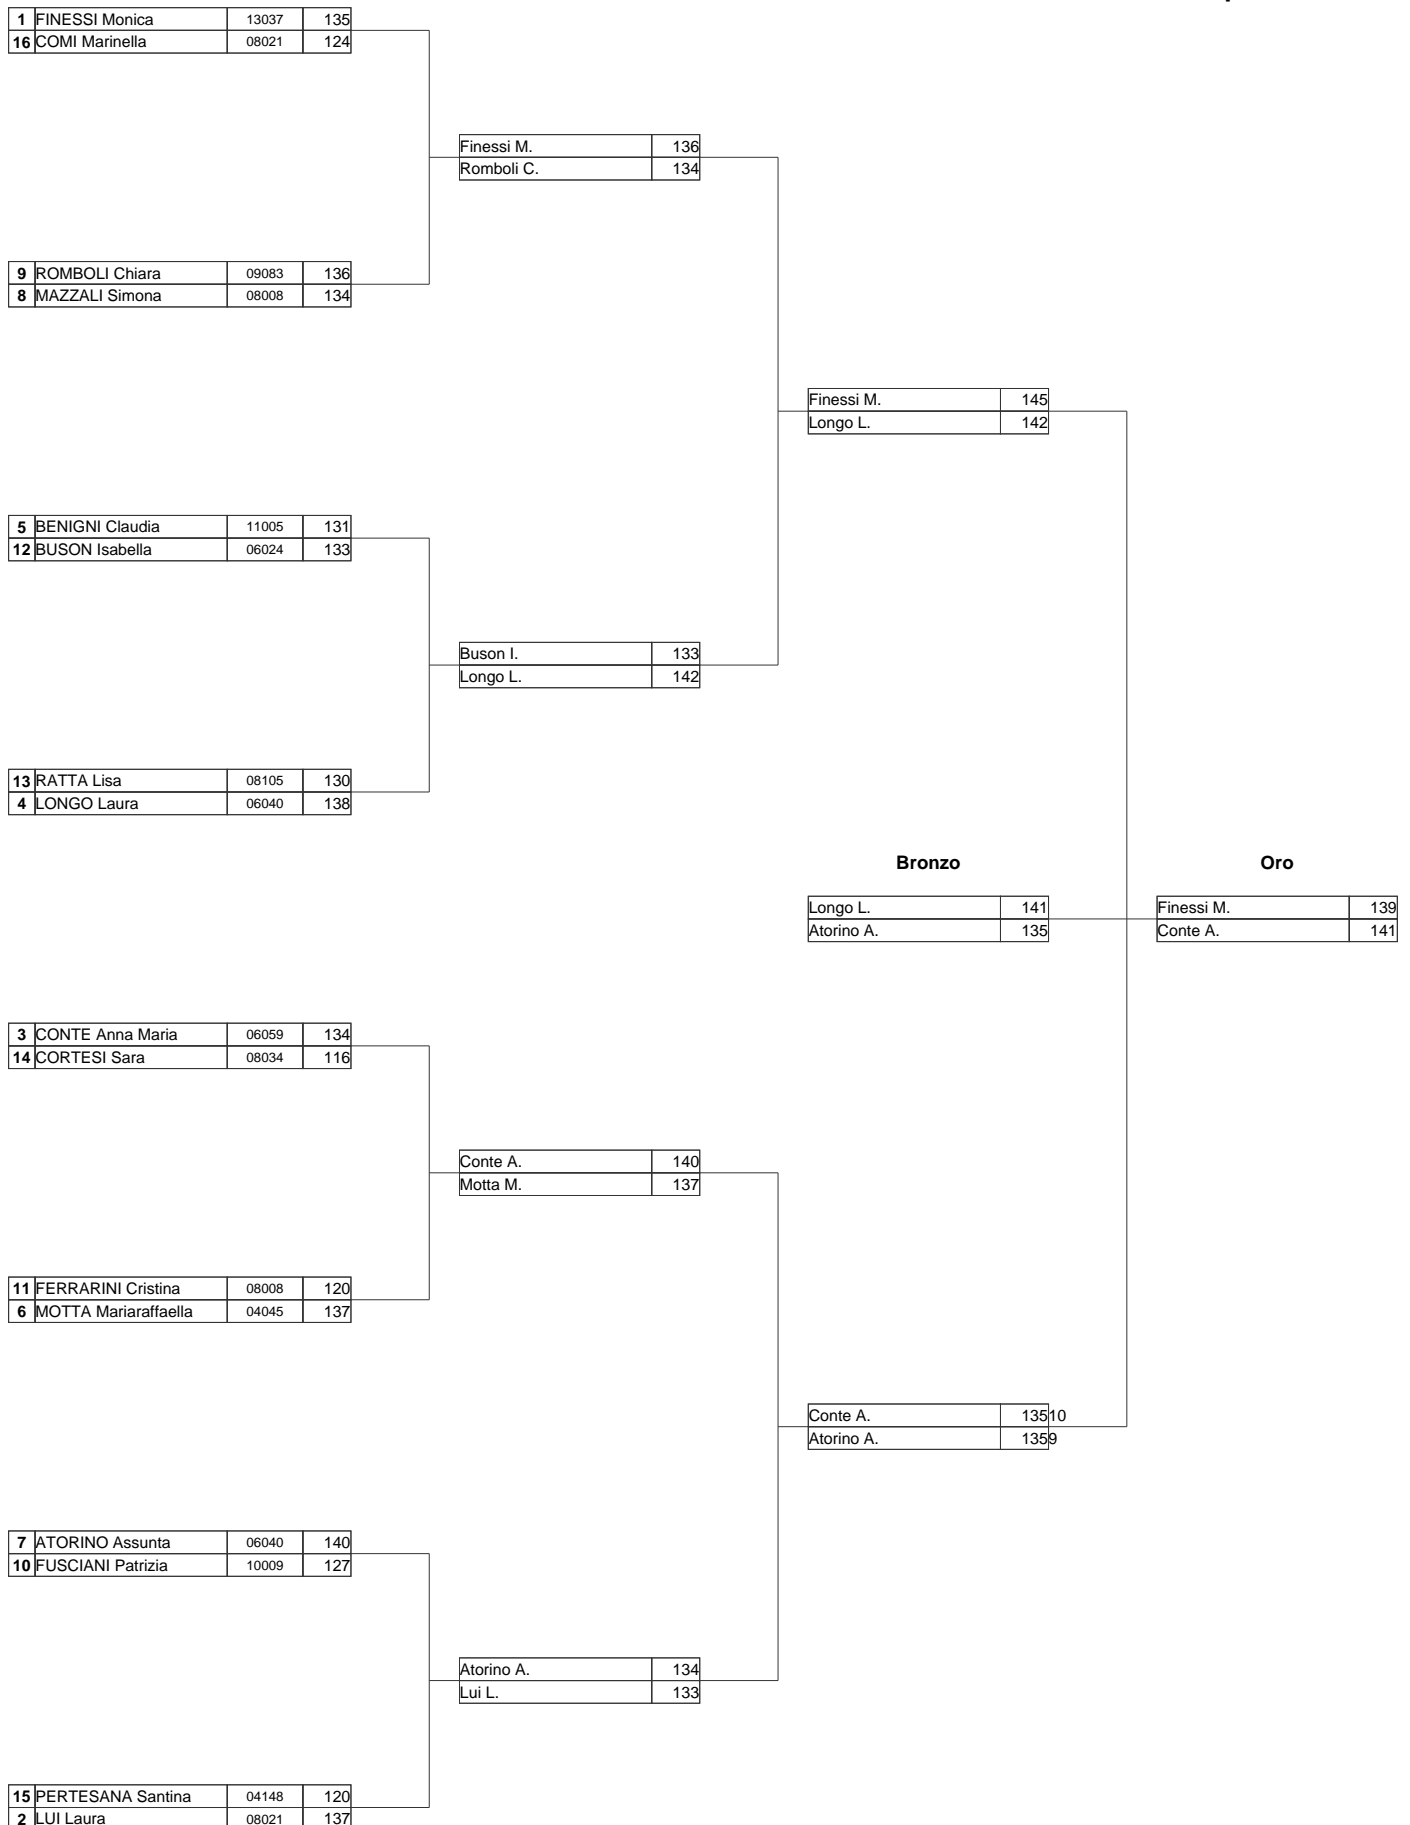 1 FINESSI Monica 13037 135
16 COMI Marinella 08021 124
Finessi M. 136
Romboli C. 134
9 ROMBOLI Chiara 09083 136
8 MAZZALI Simona 08008 134
Finessi M. 145
Longo L. 142
5 BENIGNI Claudia 11005 131
12 BUSON Isabella 06024 133
Buson I. 133
Longo L. 142
13 RATTA Lisa 08105 130
4 LONGO Laura 06040 138
Bronzo Oro
Longo L. 141 Finessi M. 139
Atorino A. 135 Conte A. 141
3 CONTE Anna Maria 06059 134
14 CORTESI Sara 08034 116
Conte A. 140
Motta M. 137
11 FERRARINI Cristina 08008 120
6 MOTTA Mariaraffaella 04045 137
Conte A. 135 10
Atorino A. 135 9
7 ATORINO Assunta 06040 140
10 FUSCIANI Patrizia 10009 127
Atorino A. 134
Lui L. 133
15 PERTESANA Santina 04148 120
2 LUI Laura 08021 137